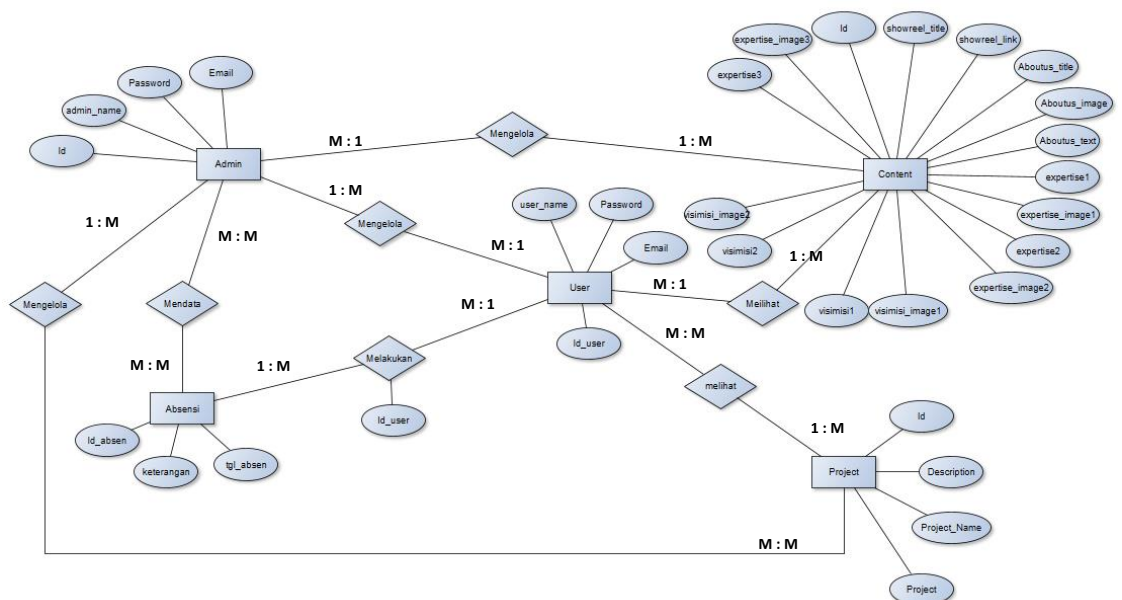 Id
showreel_title
expertise_image3
showreel_link
Email
Password
expertise3
Aboutus_title
admin_name
Aboutus_image
Id
Admin
M : 1
Mengelola
1 : M
Aboutus_text
Content
expertise1
1 : M
user_name
Password
visimisi_image2
expertise_image1
1 : M
M : M
Mengelola
M : 1
Email
visimisi2
1 : M
expertise2
User
M : 1
expertise_image2
Mengelola
Mendata
M : 1
Meilihat
visimisi1
visimisi_image1
Id_user
M : M
M : M
1 : M
Melakukan
melihat
Absensi
Id_user
Id_absen
keterangan
tgl_absen
1 : M
Id
Project
Description
Project_Name
M : M
Project